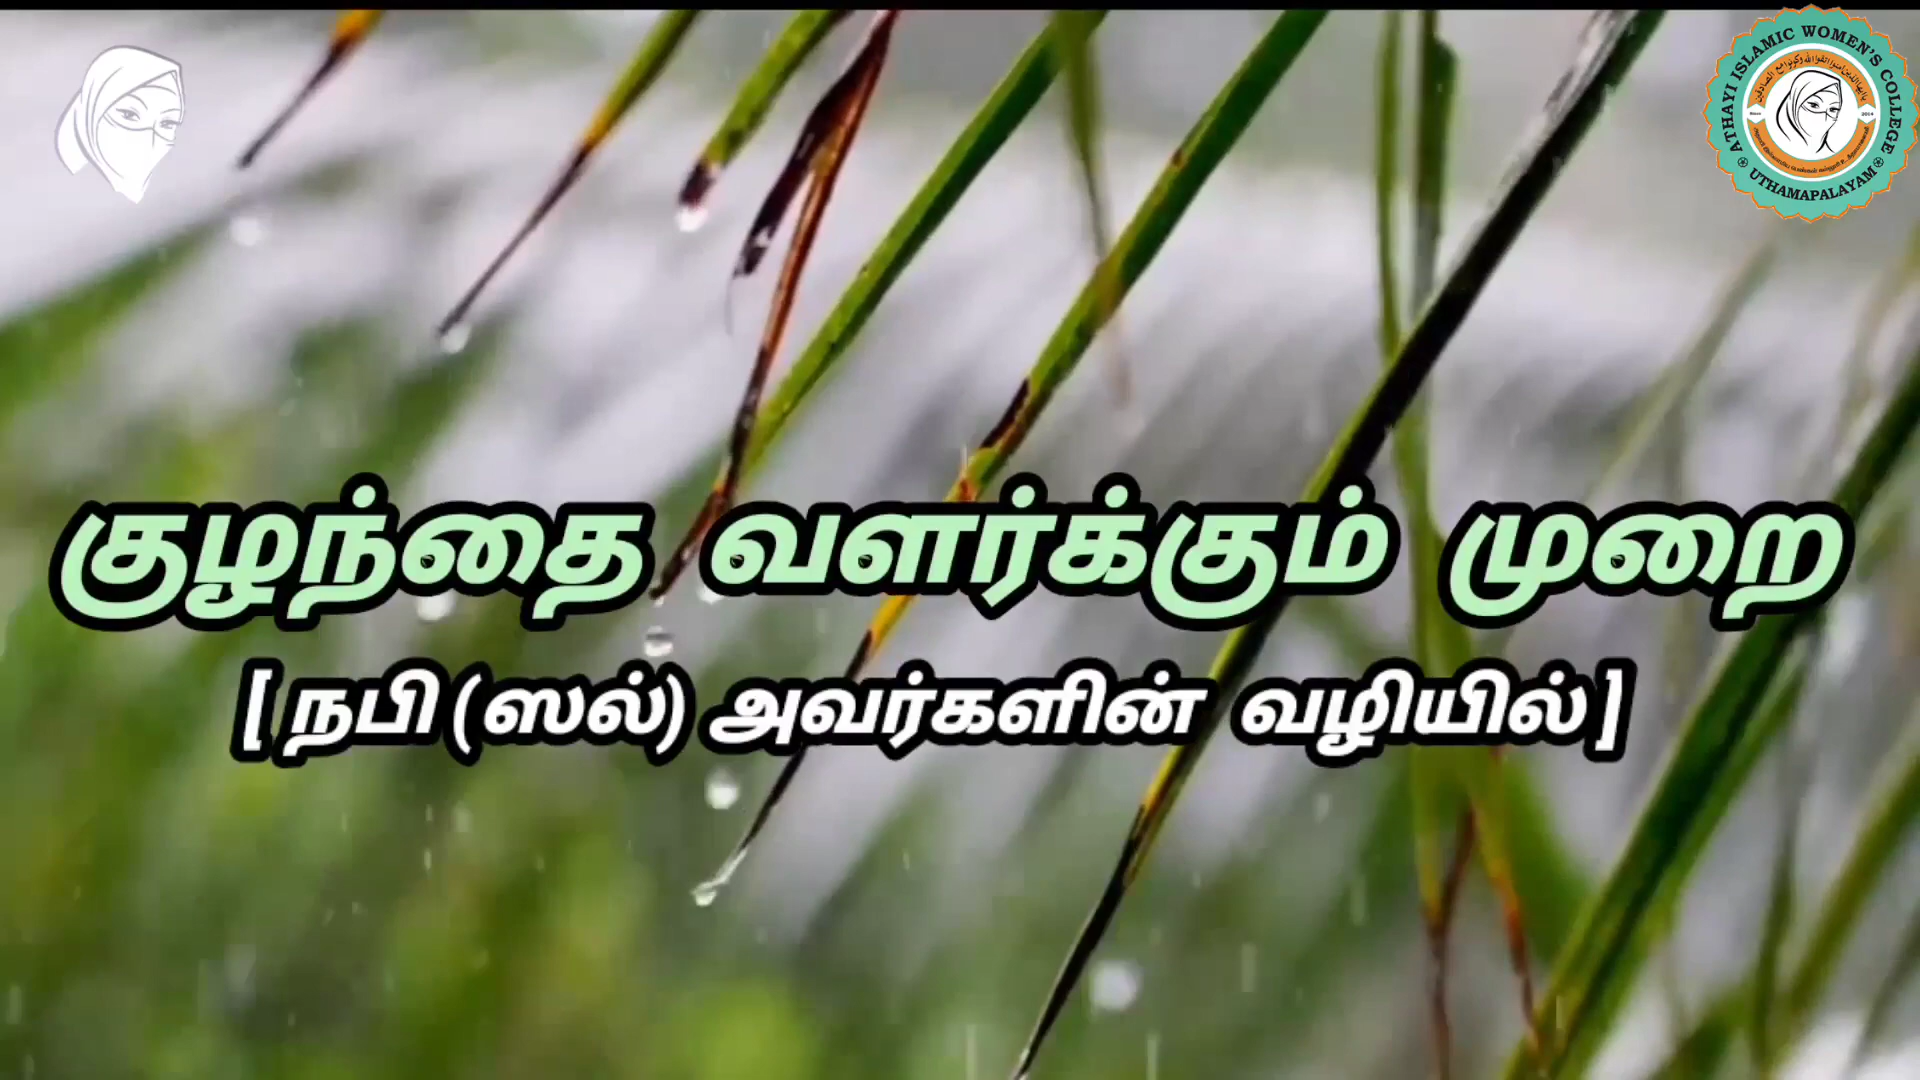 ATHAYI ISLAMIC WOMEN'S COLLEGE
UTHAMAPALAYAM
குழந்தை வளர்க்கும் முறை
[ நபி (ஸல்) அவர்களின் வழியில் ]